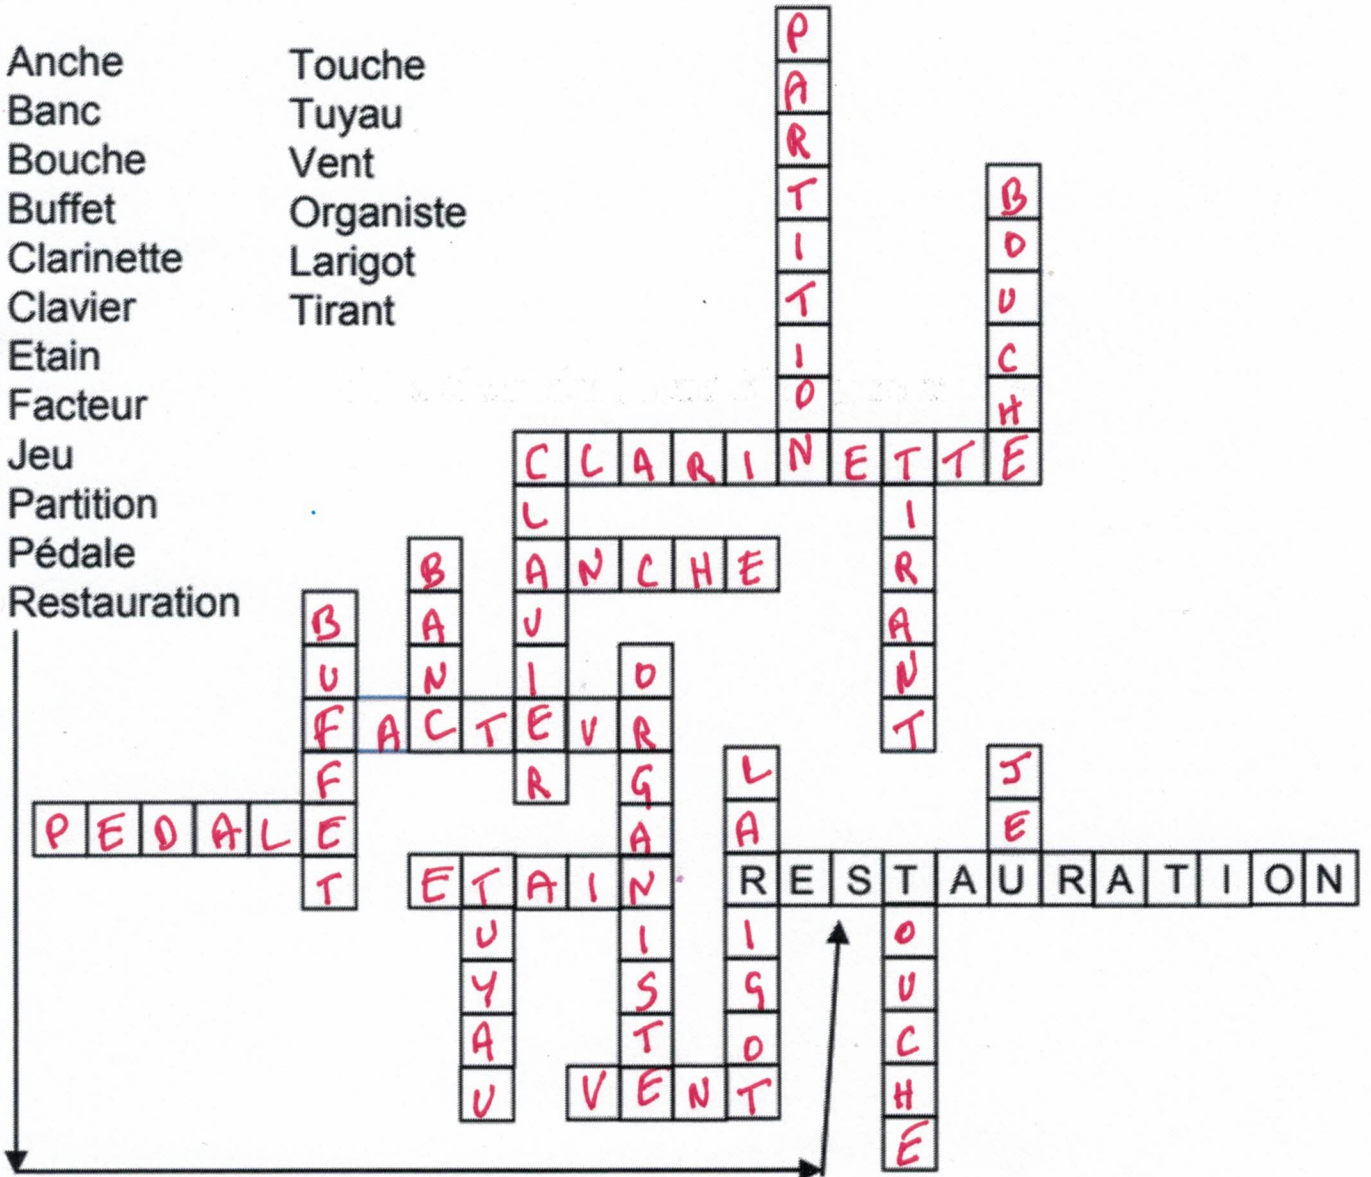 Anche Touche
Banc Tuyau
Bouche Vent
Buffet Organiste
Clarinette Larigot
Clavier Tirant
Etain
Facteur
Jeu
Partition
Pédale
Restauration
PARTITION
BOUCHE
CLARINETTE
CLAVIER
TIRANT
BANC
ANCHE
BUFFET
ORGANISTE
FACTEUR
LARIGOT
JEU
PEDALE
ETAIN
RESTAURATION
TUYAU
TOUCHE
VENT